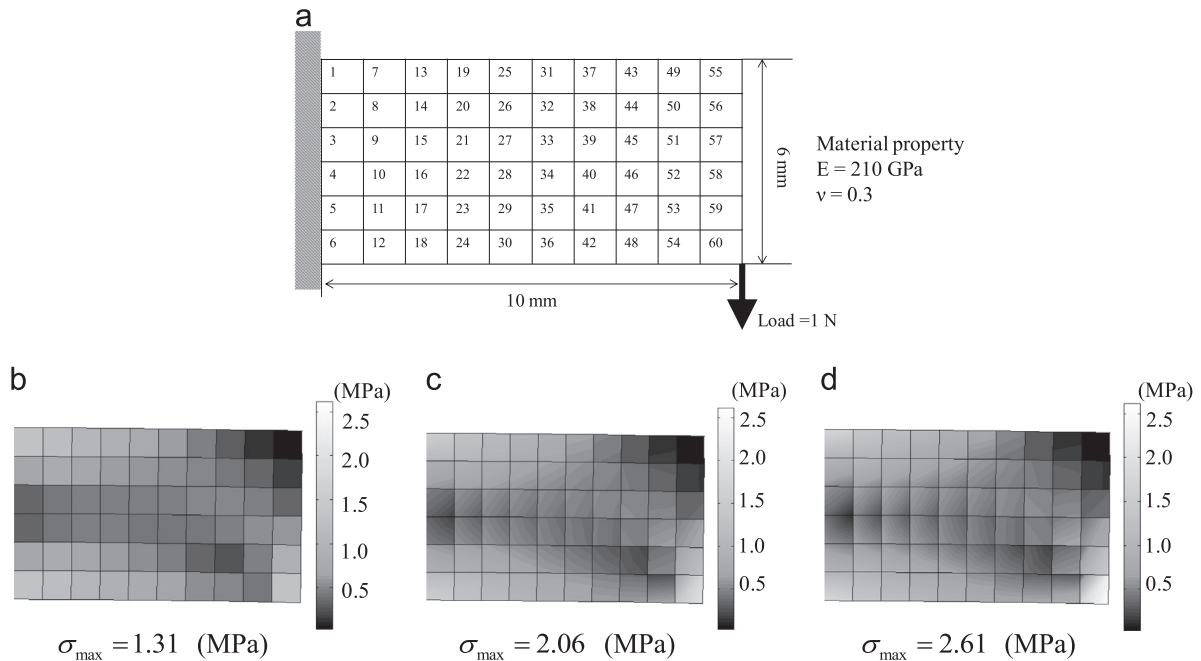 a
1 7 13 19 25 31 37 43 49 55
2 8 14 20 26 32 38 44 50 56
3 9 15 21 27 33 39 45 51 57
4 10 16 22 28 34 40 46 52 58
5 11 17 23 29 35 41 47 53 59
6 12 18 24 30 36 42 48 54 60
6 mm
Material property
E = 210 GPa
ν = 0.3
10 mm
Load =1 N
b
(MPa)
2.5
2.0
1.5
1.0
0.5
σmax =1.31 (MPa)
c
(MPa)
2.5
2.0
1.5
1.0
0.5
σmax =2.06 (MPa)
d
(MPa)
2.5
2.0
1.5
1.0
0.5
σmax =2.61 (MPa)